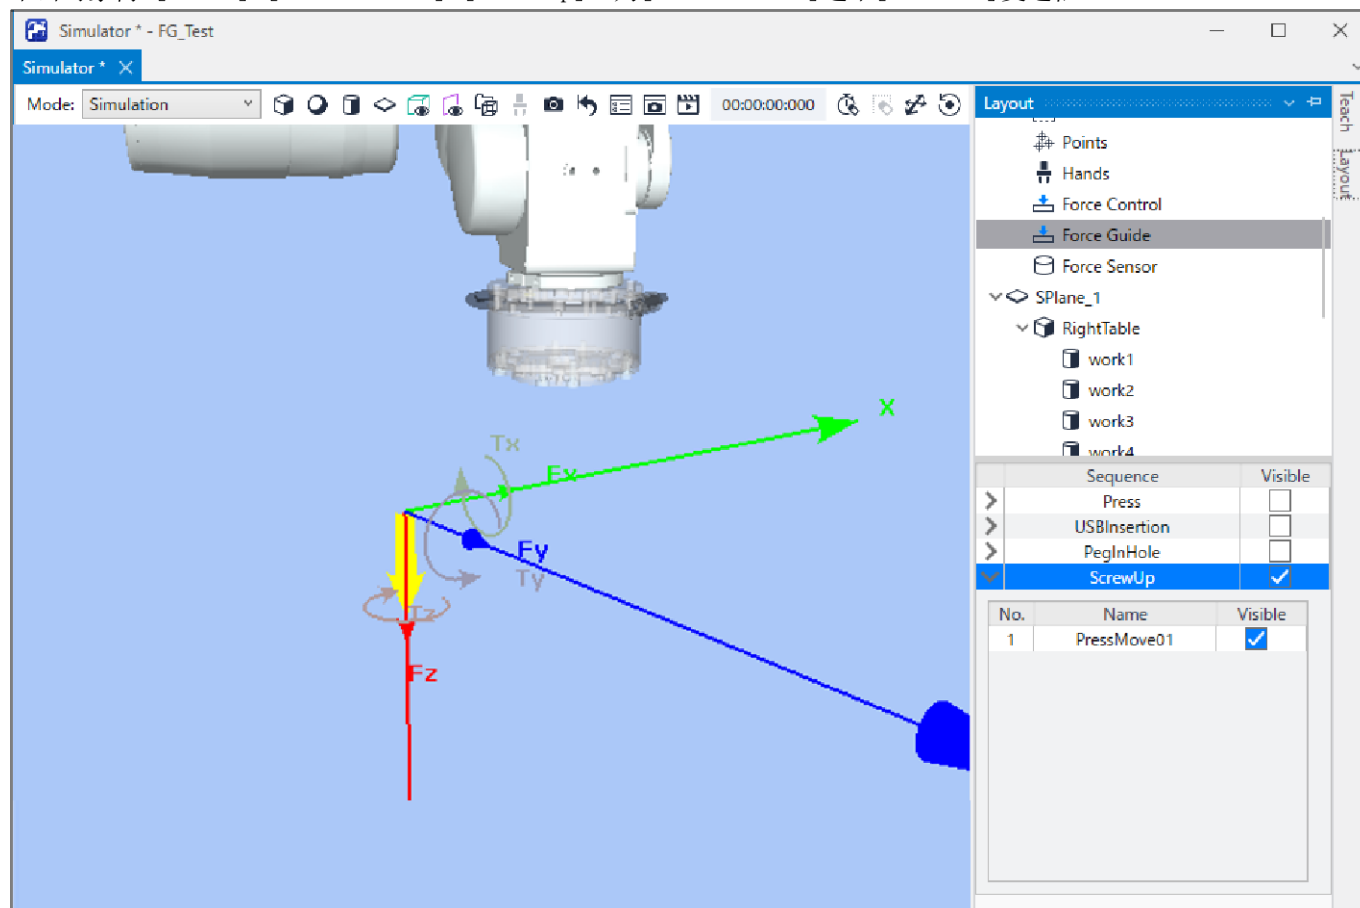 Simulator * - FG_Test
Simulator *
Mode: Simulation
00:00:00:000
Layout
Points
Hands
Force Control
Force Guide
Force Sensor
SPlane_1
RightTable
work1
work2
work3
work4
Teach
Layout
X
Tx
Fx
Fy
Ty
Tz
Fz
Sequence Visible
Press
USBInsertion
PegInHole
ScrewUp
No. Name Visible
1 PressMove01